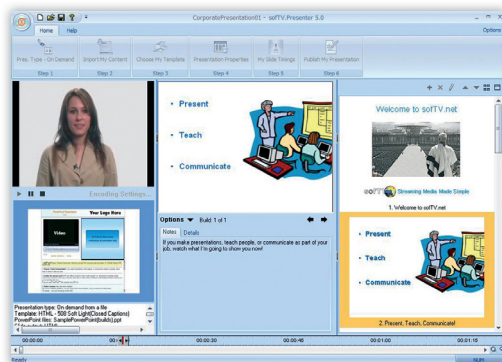 CorporatePresentation01 - sofTV.Presenter 5.0
Home Help Options
Pres. Type - On Demand Import My Content Choose My Template Presentation Properties My Slide Timings Publish My Presentation
Step 1 Step 2 Step 3 Step 4 Step 5 Step 6
Encoding Settings...
Video
Your Logo Here
Presentation type: On demand from a file
Template: HTML - 508 Soft Light(Closed Captions)
PowerPoint files: SamplePowerPoint(builds).ppt
• Present
• Teach
• Communicate
Options Build 1 of 1
Notes Details
If you make presentations, teach people, or communicate as part of your
job, watch what I'm going to show you now!
Welcome to sofTV.net
sofTV Streaming Media Made Simple
1. Welcome to sofTV.net
• Present
• Teach
• Communicate
2. Present, Teach, Communicate!
00:00:00 00:00:30 00:00:45 00:01:00 00:01:15
Ready NUM